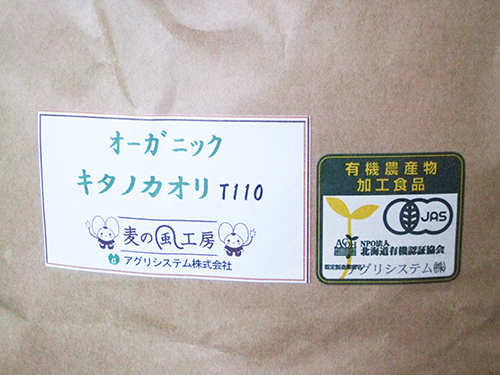 オーガニック
キタノカオリ T110
麦の風工房
アグリシステム株式会社
有機農産物
加工食品
JAS
NPO法人
北海道有機認証協会
アグリシステム㈱